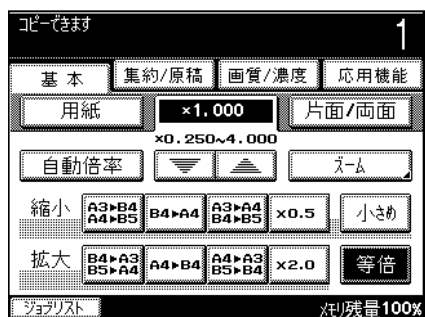 コピーできます 1
基本 集約/原稿 画質/濃度 応用機能
用紙 ×1.000 片面/両面
×0.250~4.000
自動倍率 ズーム
縮小 A3▶B4 A4▶B5 B4▶A4 A3▶A4 B4▶B5 ×0.5 小さめ
拡大 B4▶A3 B5▶A4 A4▶B4 A4▶A3 B5▶B4 ×2.0 等倍
ジョブリスト メモリ残量100%